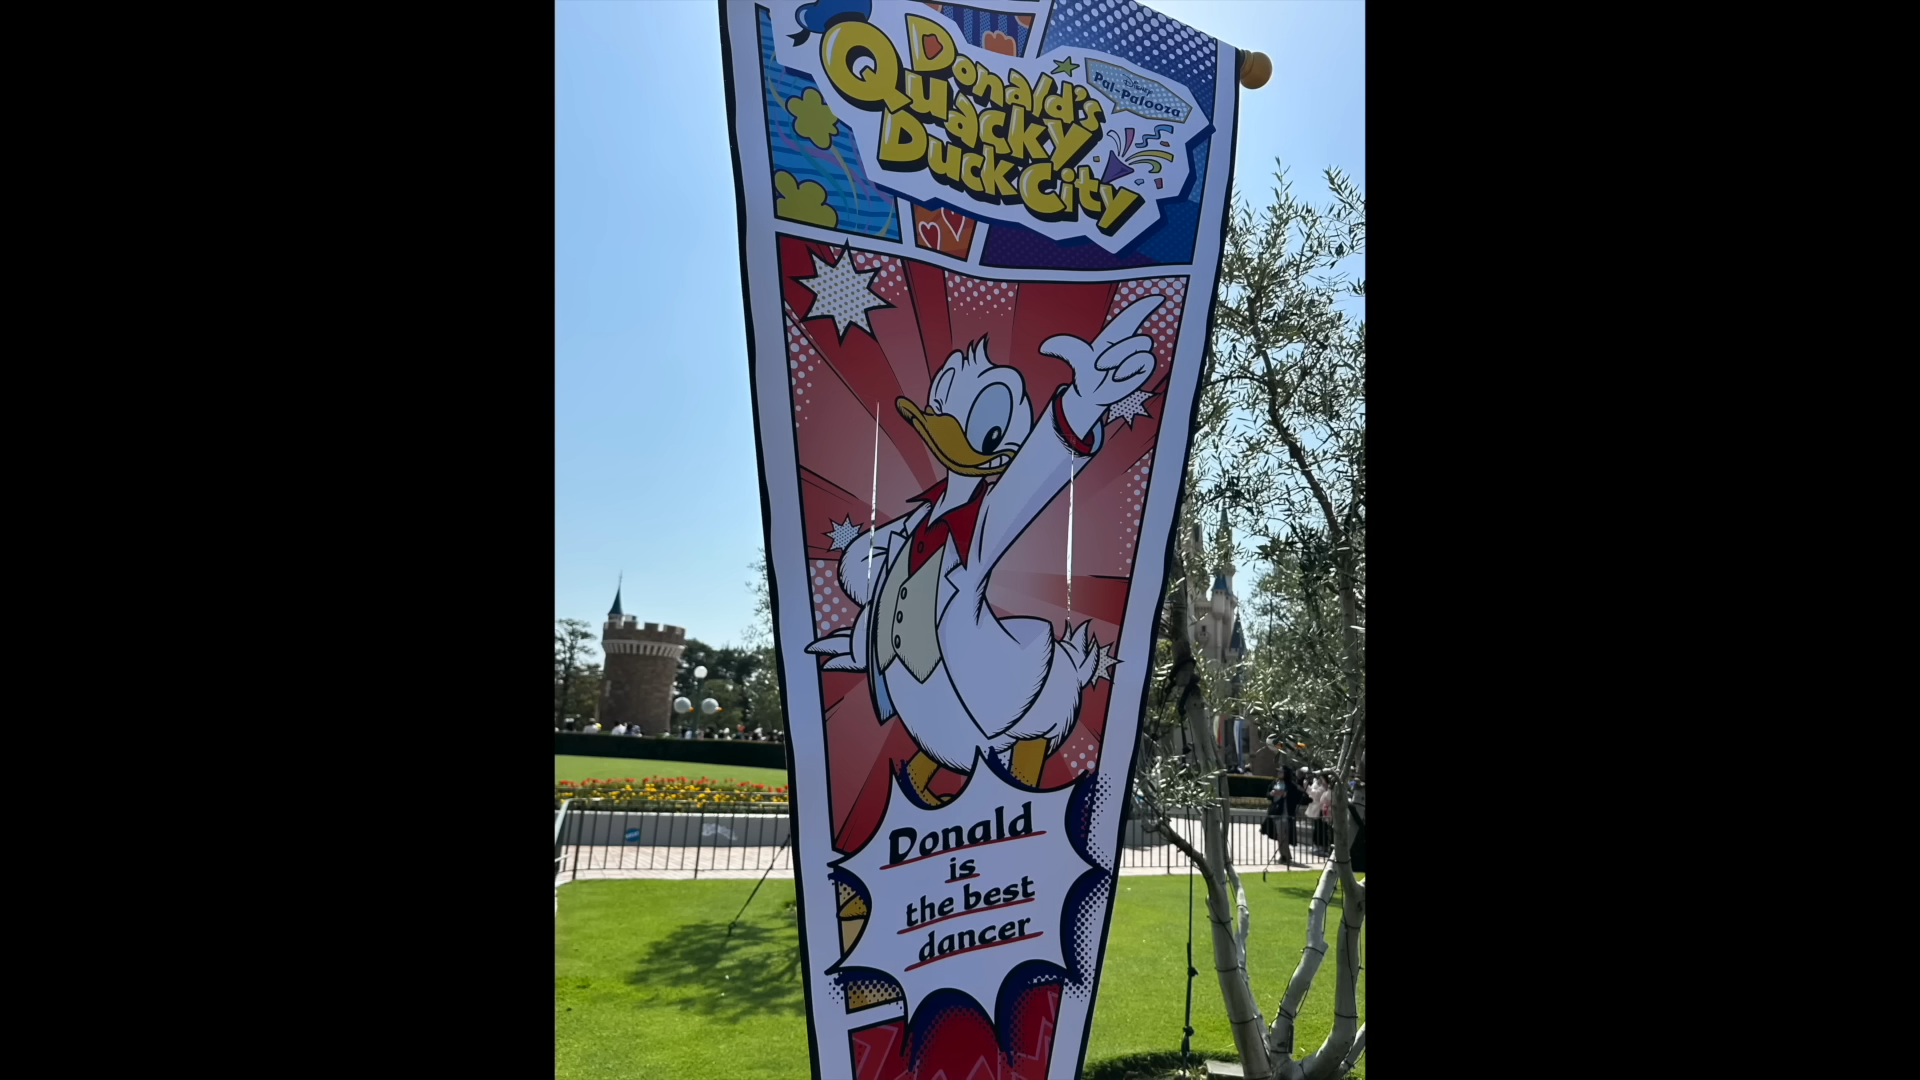 Donald's
Quacky
Duck City
Disney
Pal-Palooza
Donald
is
the best
dancer